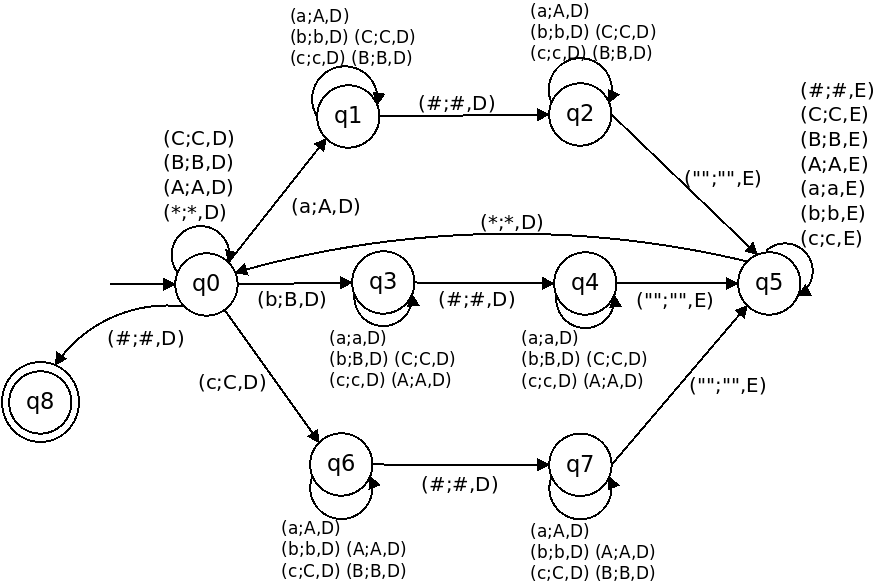 (a;A,D)
(b;b,D) (C;C,D)
(c;c,D) (B;B,D)
(a;A,D)
(b;b,D) (C;C,D)
(c;c,D) (B;B,D)
q1
(#;#,D)
q2
(#;#,E)
(C;C,E)
(B;B,E)
(A;A,E)
(a;a,E)
(b;b,E)
(c;c,E)
(C;C,D)
(B;B,D)
(A;A,D)
(*;*,D)
(a;A,D)
("";"",E)
(*;*,D)
q0
(b;B,D)
q3
(#;#,D)
q4
("";"",E)
q5
(#;#,D)
(a;a,D)
(b;B,D) (C;C,D)
(c;c,D) (A;A,D)
(a;a,D)
(b;B,D) (C;C,D)
(c;c,D) (A;A,D)
q8
(c;C,D)
("";"",E)
q6
(#;#,D)
q7
(a;A,D)
(b;b,D) (A;A,D)
(c;C,D) (B;B,D)
(a;A,D)
(b;b,D) (A;A,D)
(c;C,D) (B;B,D)